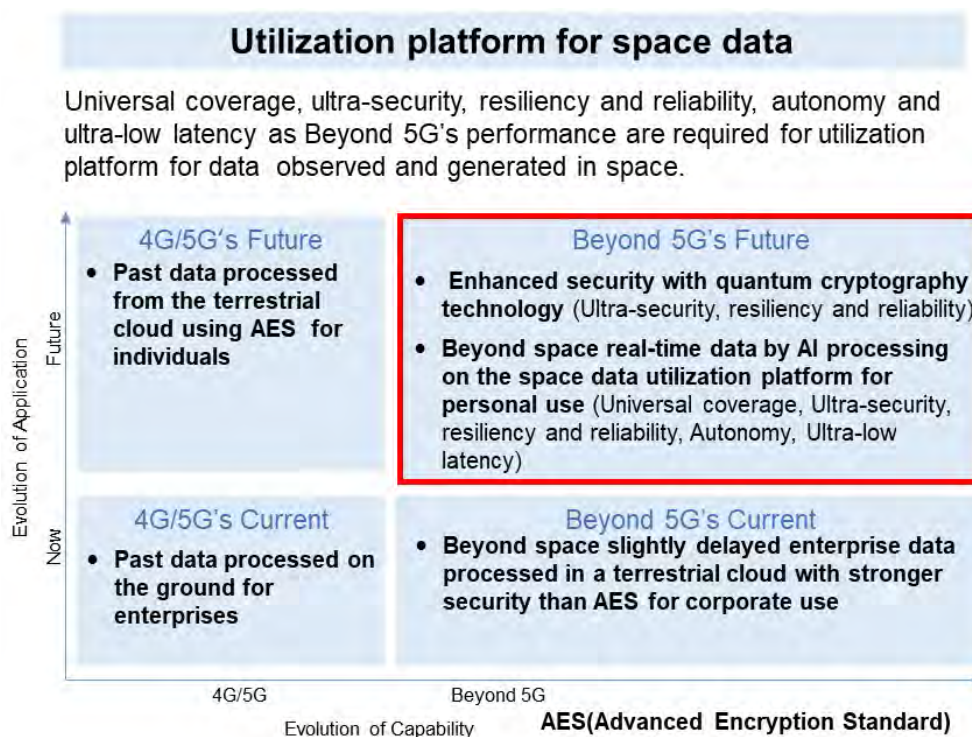 Utilization platform for space data
Universal coverage, ultra-security, resiliency and reliability, autonomy and
ultra-low latency as Beyond 5G's performance are required for utilization
platform for data observed and generated in space.
4G/5G's Future
• Past data processed
from the terrestrial
cloud using AES for
individuals
Beyond 5G's Future
• Enhanced security with quantum cryptography
technology (Ultra-security, resiliency and reliability)
• Beyond space real-time data by AI processing
on the space data utilization platform for
personal use (Universal coverage, Ultra-security,
resiliency and reliability, Autonomy, Ultra-low
latency)
Evolution of Application
Future
Now
4G/5G's Current
• Past data processed on
the ground for
enterprises
Beyond 5G's Current
• Beyond space slightly delayed enterprise data
processed in a terrestrial cloud with stronger
security than AES for corporate use
4G/5G
Beyond 5G
Evolution of Capability
AES(Advanced Encryption Standard)